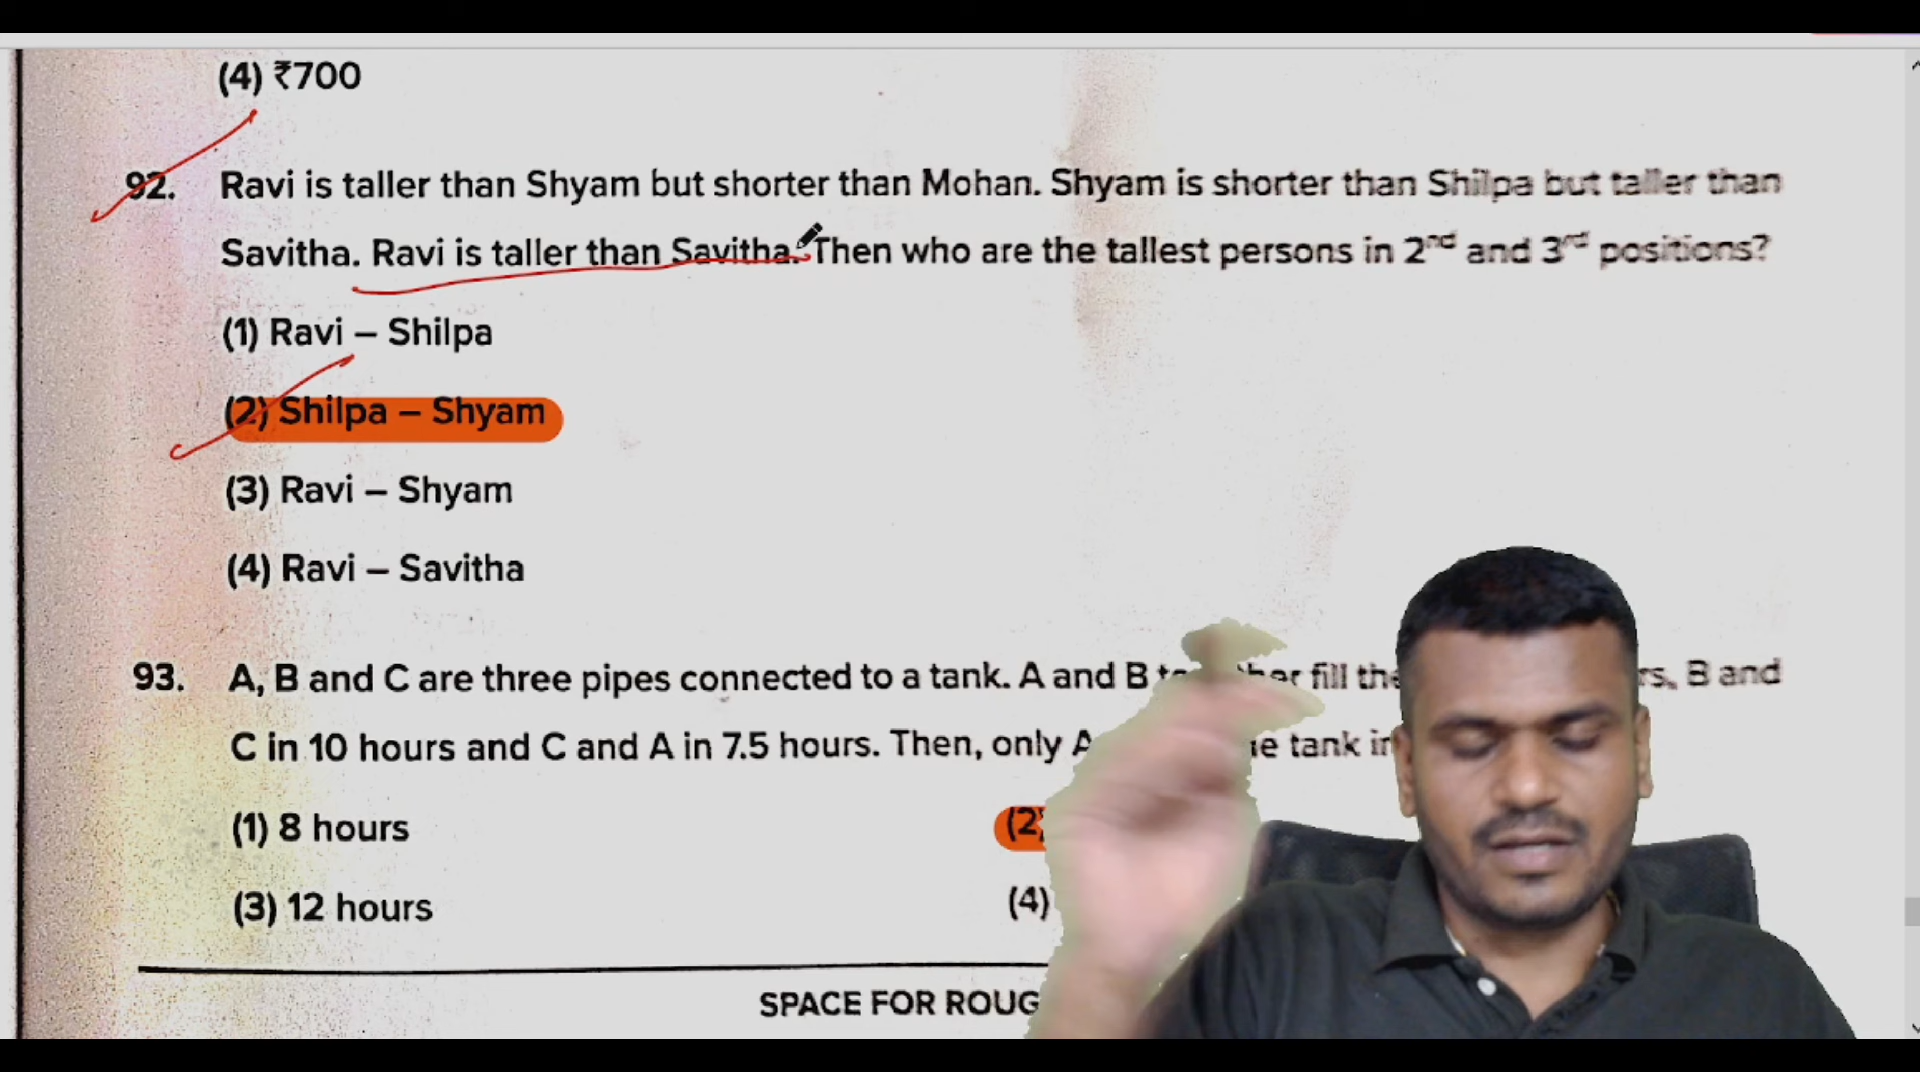 (4) ₹700
92. Ravi is taller than Shyam but shorter than Mohan. Shyam is shorter than Shilpa but taller than
Savitha. Ravi is taller than Savitha. Then who are the tallest persons in 2nd and 3rd positions?
(1) Ravi – Shilpa
(2) Shilpa – Shyam
(3) Ravi – Shyam
(4) Ravi – Savitha
93. A, B and C are three pipes connected to a tank. A and B fill B and
C in 10 hours and C and A in 7.5 hours. Then, only tank
(1) 8 hours (2)
(3) 12 hours (4)
SPACE FOR